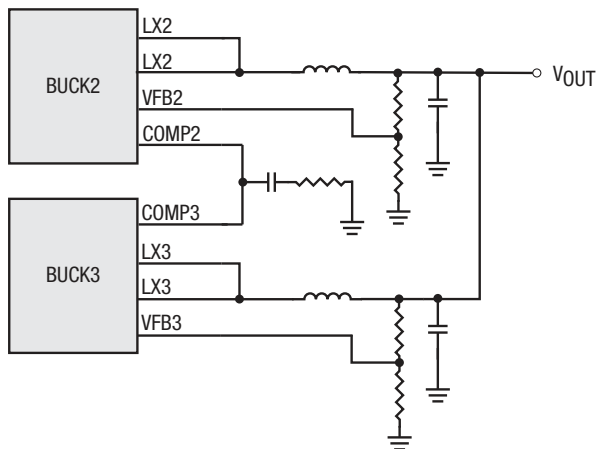 LX2
LX2
BUCK2
VFB2
COMP2
VOUT
COMP3
LX3
BUCK3
LX3
VFB3